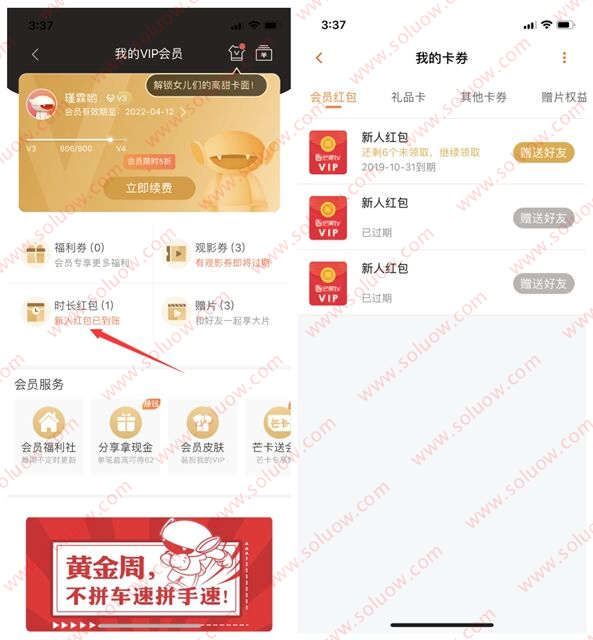 3:37
我的VIP会员
解锁女儿们的高甜卡面!
瑾霖哟 V3
会员有效期至: 2022-04-12
V3 806/900 V4
会员限时5折
立即续费
福利券 (0)
会员专享更多福利
观影券 (3)
有观影券即将过期
时长红包 (1)
新人红包已到账
赠片 (3)
和好友一起享大片
会员服务
赚钱
会员福利社
每周不定时更新
分享拿现金
单笔最高可得62
会员皮肤
装扮我的VIP
芒卡
芒卡送会
芒卡专享
黄金周,
不拼车速拼手速!
3:37
我的卡券
会员红包 礼品卡 其他卡券 赠片权益
芒果tv
VIP
新人红包
还剩6个未领取, 继续领取
2019-10-31到期
赠送好友
芒果tv
VIP
新人红包
已过期
赠送好友
芒果tv
VIP
新人红包
已过期
赠送好友
www.soluow.com